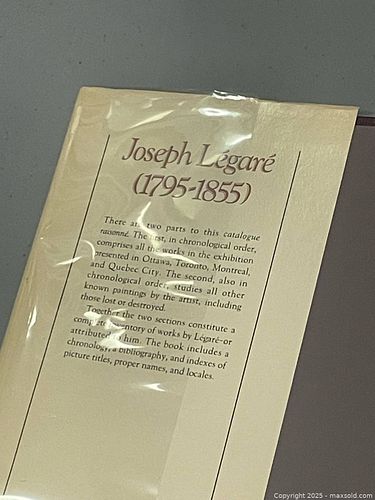 Joseph Légaré
(1795-1855)
There are two parts to this catalogue
raisonné. The first, in chronological order,
comprises all the works in the exhibition
presented in Ottawa, Toronto, Montreal,
and Quebec City. The second, also in
chronological order, studies all other
known paintings by the artist, including
those lost or destroyed.
Together the two sections constitute a
complete inventory of works by Légaré–or
attributed to him. The book includes a
chronology, a bibliography, and indexes of
picture titles, proper names, and locales.
Copyright 2025 - maxsold.com